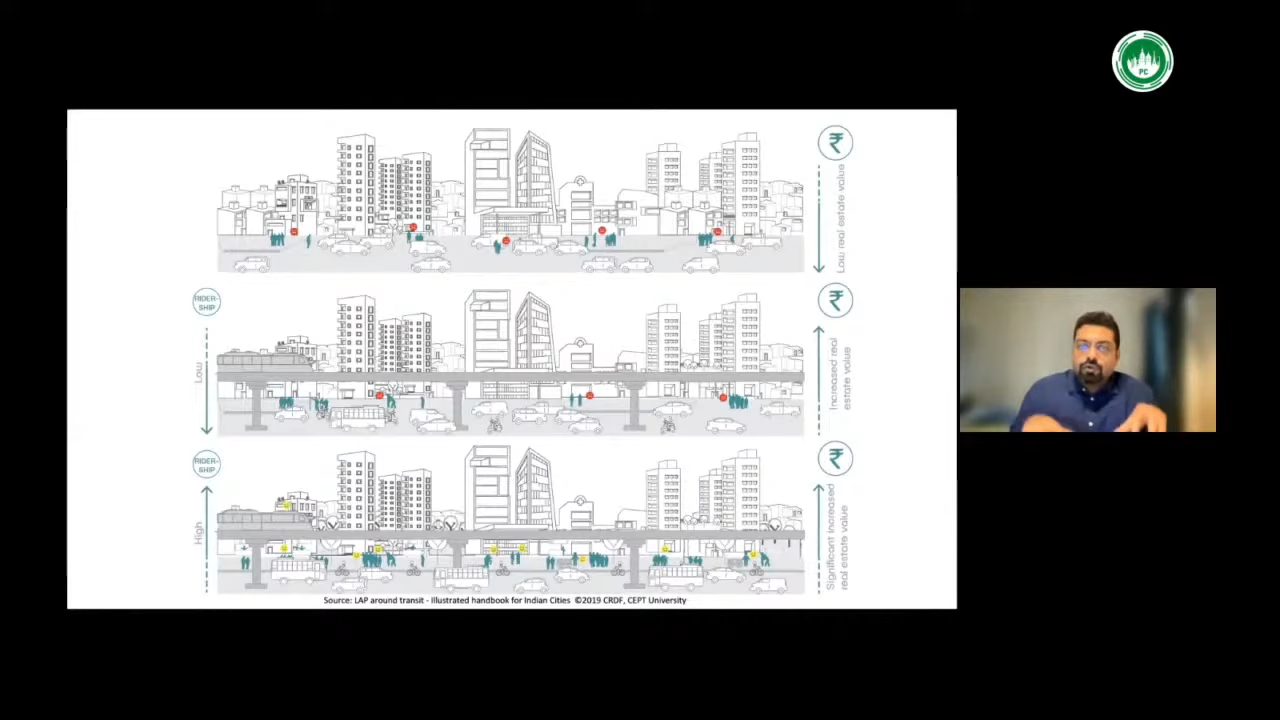 PC
₹
Low real estate value
RIDER-
SHIP
Low
₹
Increased real
estate value
RIDER-
SHIP
High
₹
Significant increased
real estate value
Source: LAP around transit - Illustrated handbook for Indian Cities ©2019 CRDF, CEPT University